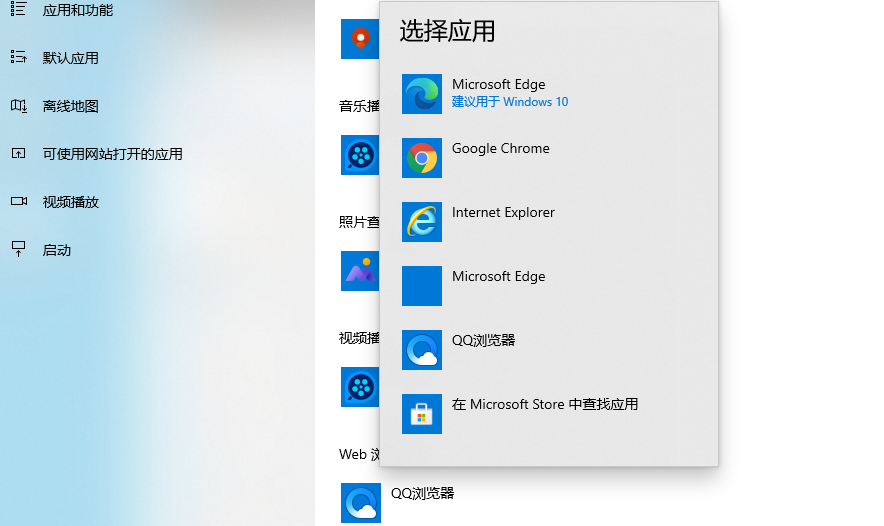 应用和功能
默认应用
离线地图
可使用网站打开的应用
视频播放
启动
音乐播
照片查
视频播
Web 浏
QQ浏览器
选择应用
Microsoft Edge
建议用于 Windows 10
Google Chrome
Internet Explorer
Microsoft Edge
QQ浏览器
在 Microsoft Store 中查找应用